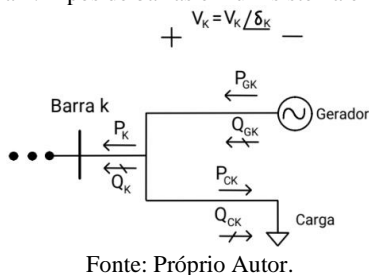 V_K = V_K /δ_K
+ −
P_GK
Barra k
P_K
Gerador
Q_GK
Q_K
P_CK
Q_CK
Carga
Fonte: Próprio Autor.